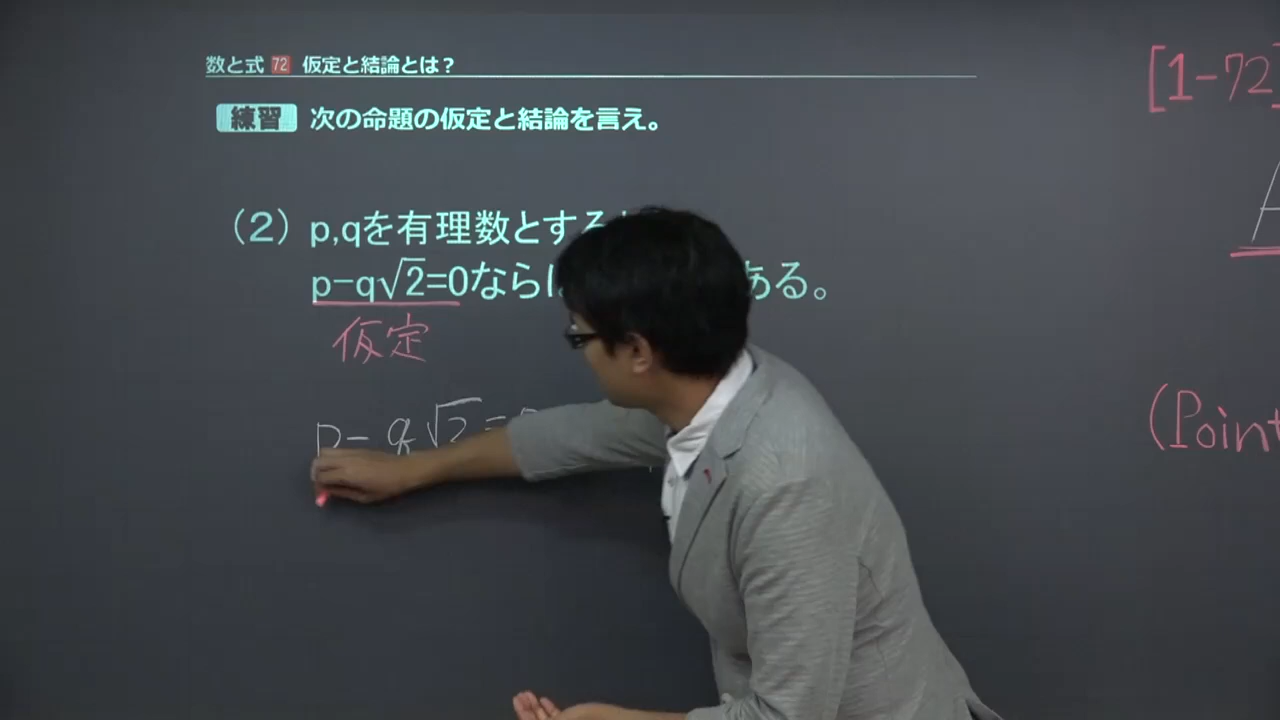 数と式 72 仮定と結論とは？
練習 次の命題の仮定と結論を言え。
(2) p,qを有理数とする
p-q√2=0なら ある。
仮定
p-q√2=
[1-72]
(Point